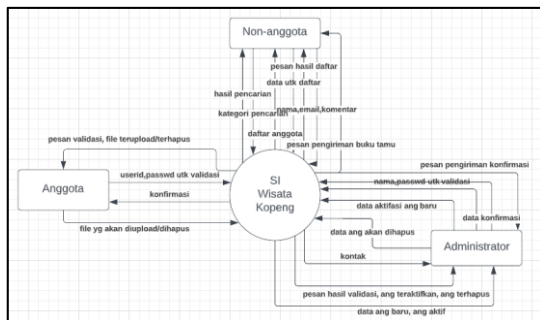 Non-anggota
pesan hasil daftar
data utk daftar
hasil pencarian
nama,email,komentar
kategori pencarian
daftar anggota
pesan pengiriman buku tamu
pesan validasi, file terupload/terhapus
pesan pengiriman konfirmasi
Anggota
userid,passwd utk validasi
SI
Wisata
Kopeng
nama,passwd utk validasi
konfirmasi
data aktifasi ang baru
data konfirmasi
file yg akan diupload/dihapus
data ang akan dihapus
Administrator
kontak
pesan hasil validasi, ang teraktifkan, ang terhapus
data ang baru, ang aktif